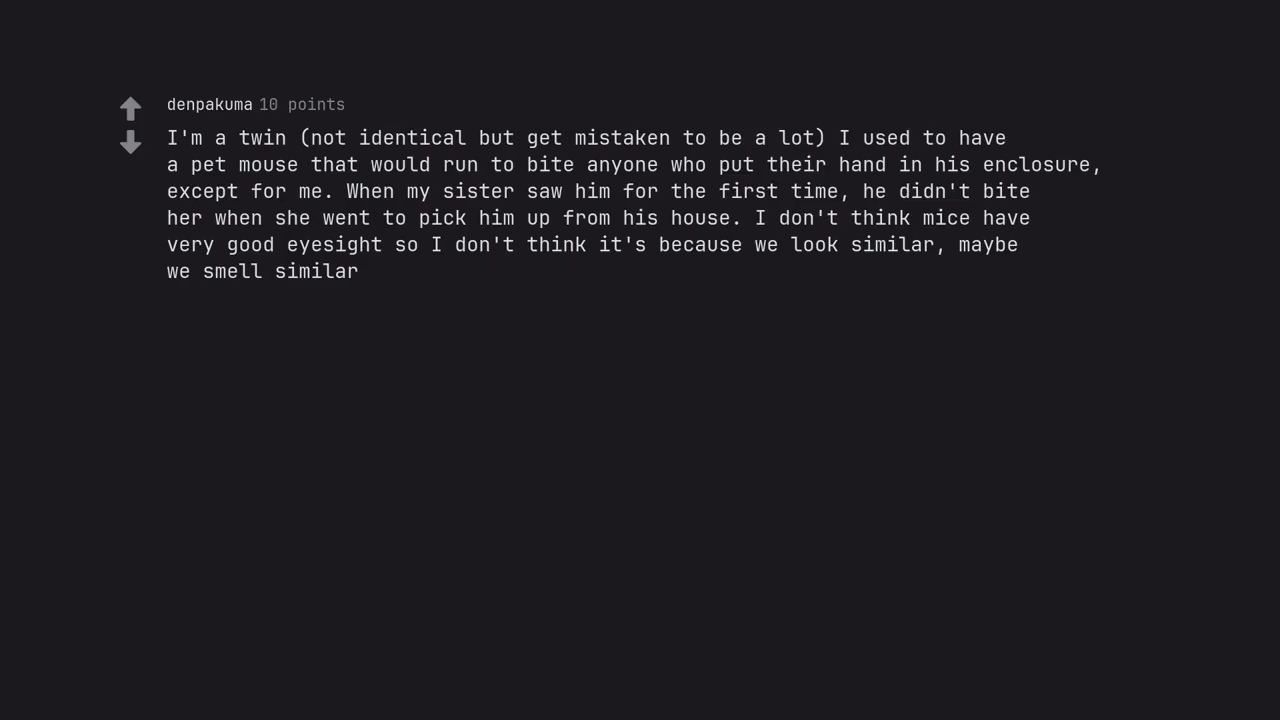 denpakuma 10 points
I'm a twin (not identical but get mistaken to be a lot) I used to have
a pet mouse that would run to bite anyone who put their hand in his enclosure,
except for me. When my sister saw him for the first time, he didn't bite
her when she went to pick him up from his house. I don't think mice have
very good eyesight so I don't think it's because we look similar, maybe
we smell similar